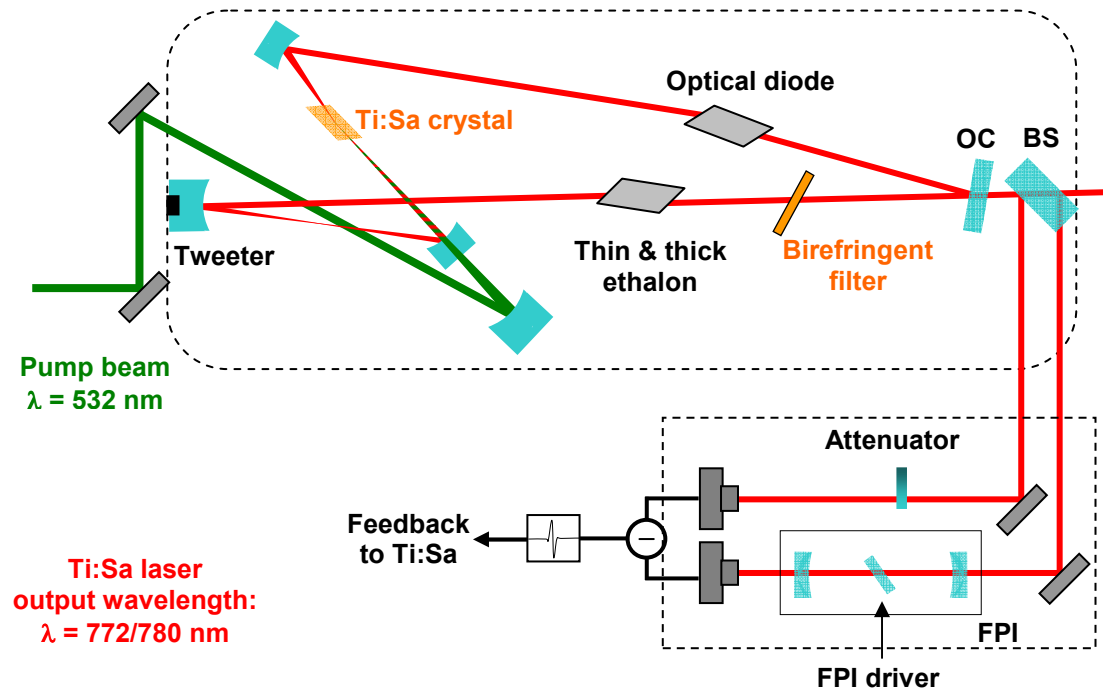 Optical diode
Ti:Sa crystal
OC
BS
Tweeter
Thin & thick
ethalon
Birefringent
filter
Pump beam
λ = 532 nm
Attenuator
Feedback
to Ti:Sa
−
Ti:Sa laser
output wavelength:
λ = 772/780 nm
FPI
FPI driver